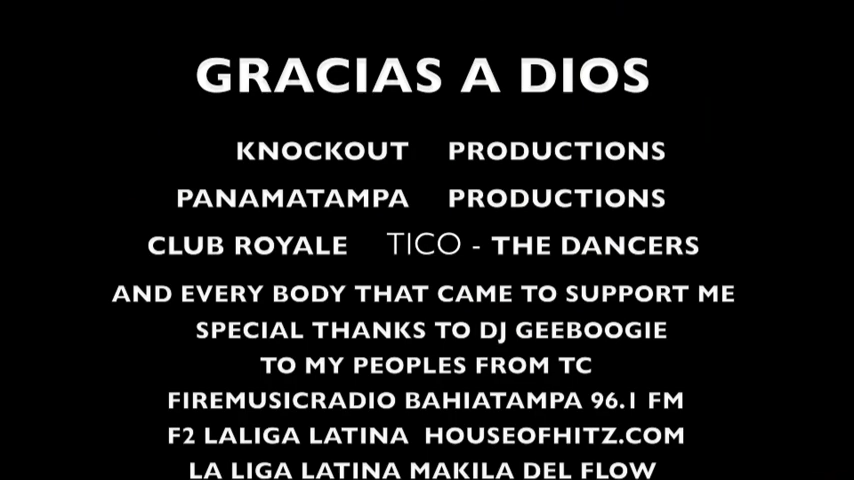 GRACIAS A DIOS
KNOCKOUT PRODUCTIONS
PANAMATAMPA PRODUCTIONS
CLUB ROYALE TICO - THE DANCERS
AND EVERY BODY THAT CAME TO SUPPORT ME
SPECIAL THANKS TO DJ GEEBOOGIE
TO MY PEOPLES FROM TC
FIREMUSICRADIO BAHIATAMPA 96.1 FM
F2 LALIGA LATINA HOUSEOFHITZ.COM
LA LIGA LATINA MAKILA DEL FLOW